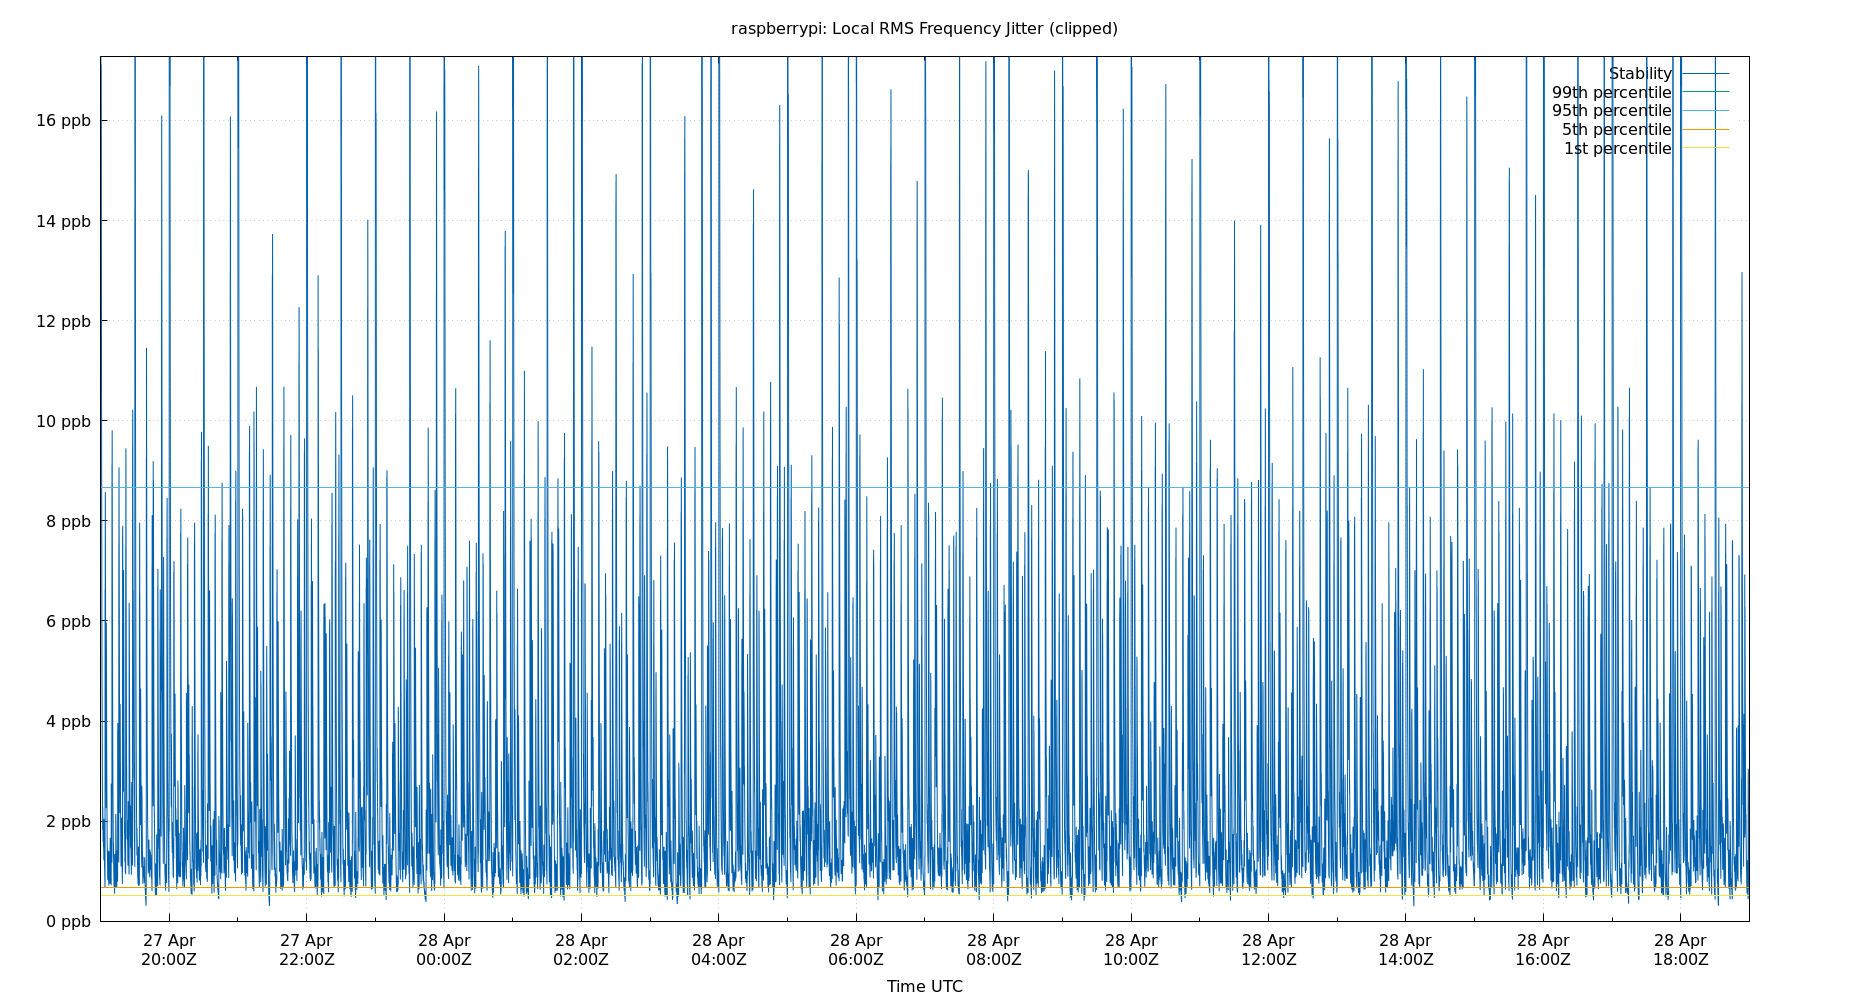 raspberrypi: Local RMS Frequency Jitter (clipped)
Stability
99th percentile
95th percentile
5th percentile
1st percentile
16 ppb
14 ppb
12 ppb
10 ppb
8 ppb
6 ppb
4 ppb
2 ppb
0 ppb
27 Apr 27 Apr 28 Apr 28 Apr 28 Apr 28 Apr 28 Apr 28 Apr 28 Apr 28 Apr 28 Apr 28 Apr
20:00Z 22:00Z 00:00Z 02:00Z 04:00Z 06:00Z 08:00Z 10:00Z 12:00Z 14:00Z 16:00Z 18:00Z
Time UTC